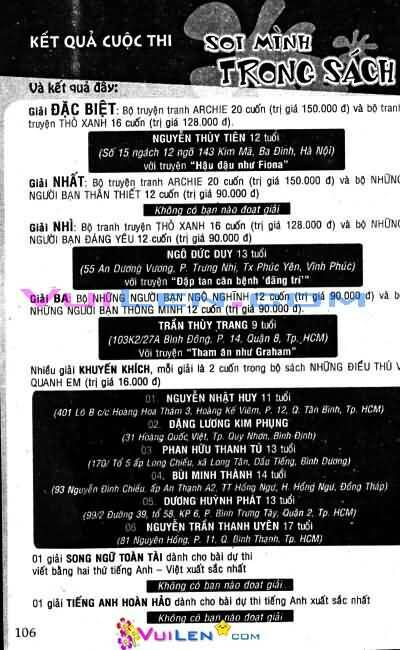 KẾT QUẢ CUỘC THI
SOI MÌNH
TRONG SÁCH
Và kết quả đây:
Giải ĐẶC BIỆT: Bộ truyện tranh ARCHIE 20 cuốn (trị giá 150.000 đ) và bộ tranh
truyện THỎ XANH 16 cuốn (trị giá 128.000 đ).
NGUYỄN THỦY TIÊN 12 tuổi
(Số 15 ngách 12 ngõ 143 Kim Mã, Ba Đình, Hà Nội)
với truyện "Hậu đậu như Fiona"
Giải NHẤT: Bộ truyện tranh ARCHIE 20 cuốn (trị giá 150.000 đ) và bộ NHỮNG
NGƯỜI BẠN THÂN THIẾT 12 cuốn (trị giá 90.000 đ)
Không có bạn nào đoạt giải
Giải NHÌ: Bộ tranh truyện THỎ XANH 16 cuốn (trị giá 128.000 đ) và bộ NHỮNG
NGƯỜI BẠN ĐÁNG YÊU 12 cuốn (trị giá 90.000 đ)
NGÔ ĐỨC DUY 13 tuổi
(55 An Dương Vương, P. Trưng Nhị, Tx Phúc Yên, Vĩnh Phúc)
với truyện "Đập tan căn bệnh 'đãng trí'"
Giải BA: Bộ NHỮNG NGƯỜI BẠN NGỘ NGHĨNH 12 cuốn (trị giá 90.000 đ) và bộ
NHỮNG NGƯỜI BẠN THÔNG MINH 12 cuốn (trị giá 90.000 đ).
VUILEN.COM
TRẦN THÙY TRANG 9 tuổi
(103K2/27A Bình Đông, P. 14, Quận 8, Tp. HCM)
Với truyện "Tham ăn như Graham"
Nhiều giải KHUYẾN KHÍCH, mỗi giải là 2 cuốn trong bộ sách NHỮNG ĐIỀU THÚ V
QUANH EM (trị giá 16.000 đ)
01. NGUYỄN NHẬT HUY 11 tuổi
(401 Lô B c/c Hoàng Hoa Thám 3, Hoàng Kế Viêm, P. 12, Q. Tân Bình, Tp. HCM)
02. ĐẶNG LƯƠNG KIM PHỤNG
(31 Hoàng Quốc Việt, Tp. Quy Nhơn, Bình Định)
03. PHAN HỮU THANH TÚ 13 tuổi
(170/ Tổ 5 ấp Long Chiểu, xã Long Tân, Dầu Tiếng, Bình Dương)
04. BÙI MINH THÀNH 14 tuổi
(93 Nguyễn Đình Chiểu, ấp An Thạnh A2, TT Hồng Ngự, H. Hồng Ngự, Đồng Tháp)
05. DƯƠNG HUỲNH PHÁT 13 tuổi
(99/2 Đường 39, tổ 58, KP 6, P. Bình Trưng Tây, Quận 2, Tp. HCM)
06. NGUYỄN TRẦN THANH UYÊN 17 tuổi
(81 Nguyên Hồng, P. 11, Q. Bình Thạnh, Tp. HCM)
01 giải SONG NGỮ TOÀN TÀI dành cho bài dự thi
viết bằng hai thứ tiếng Anh – Việt xuất sắc nhất
Không có bạn nào đoạt giải
01 giải TIẾNG ANH HOÀN HẢO dành cho bài dự thi tiếng Anh xuất sắc nhất
Không có bạn nào đoạt giải
106
VUILEN.COM